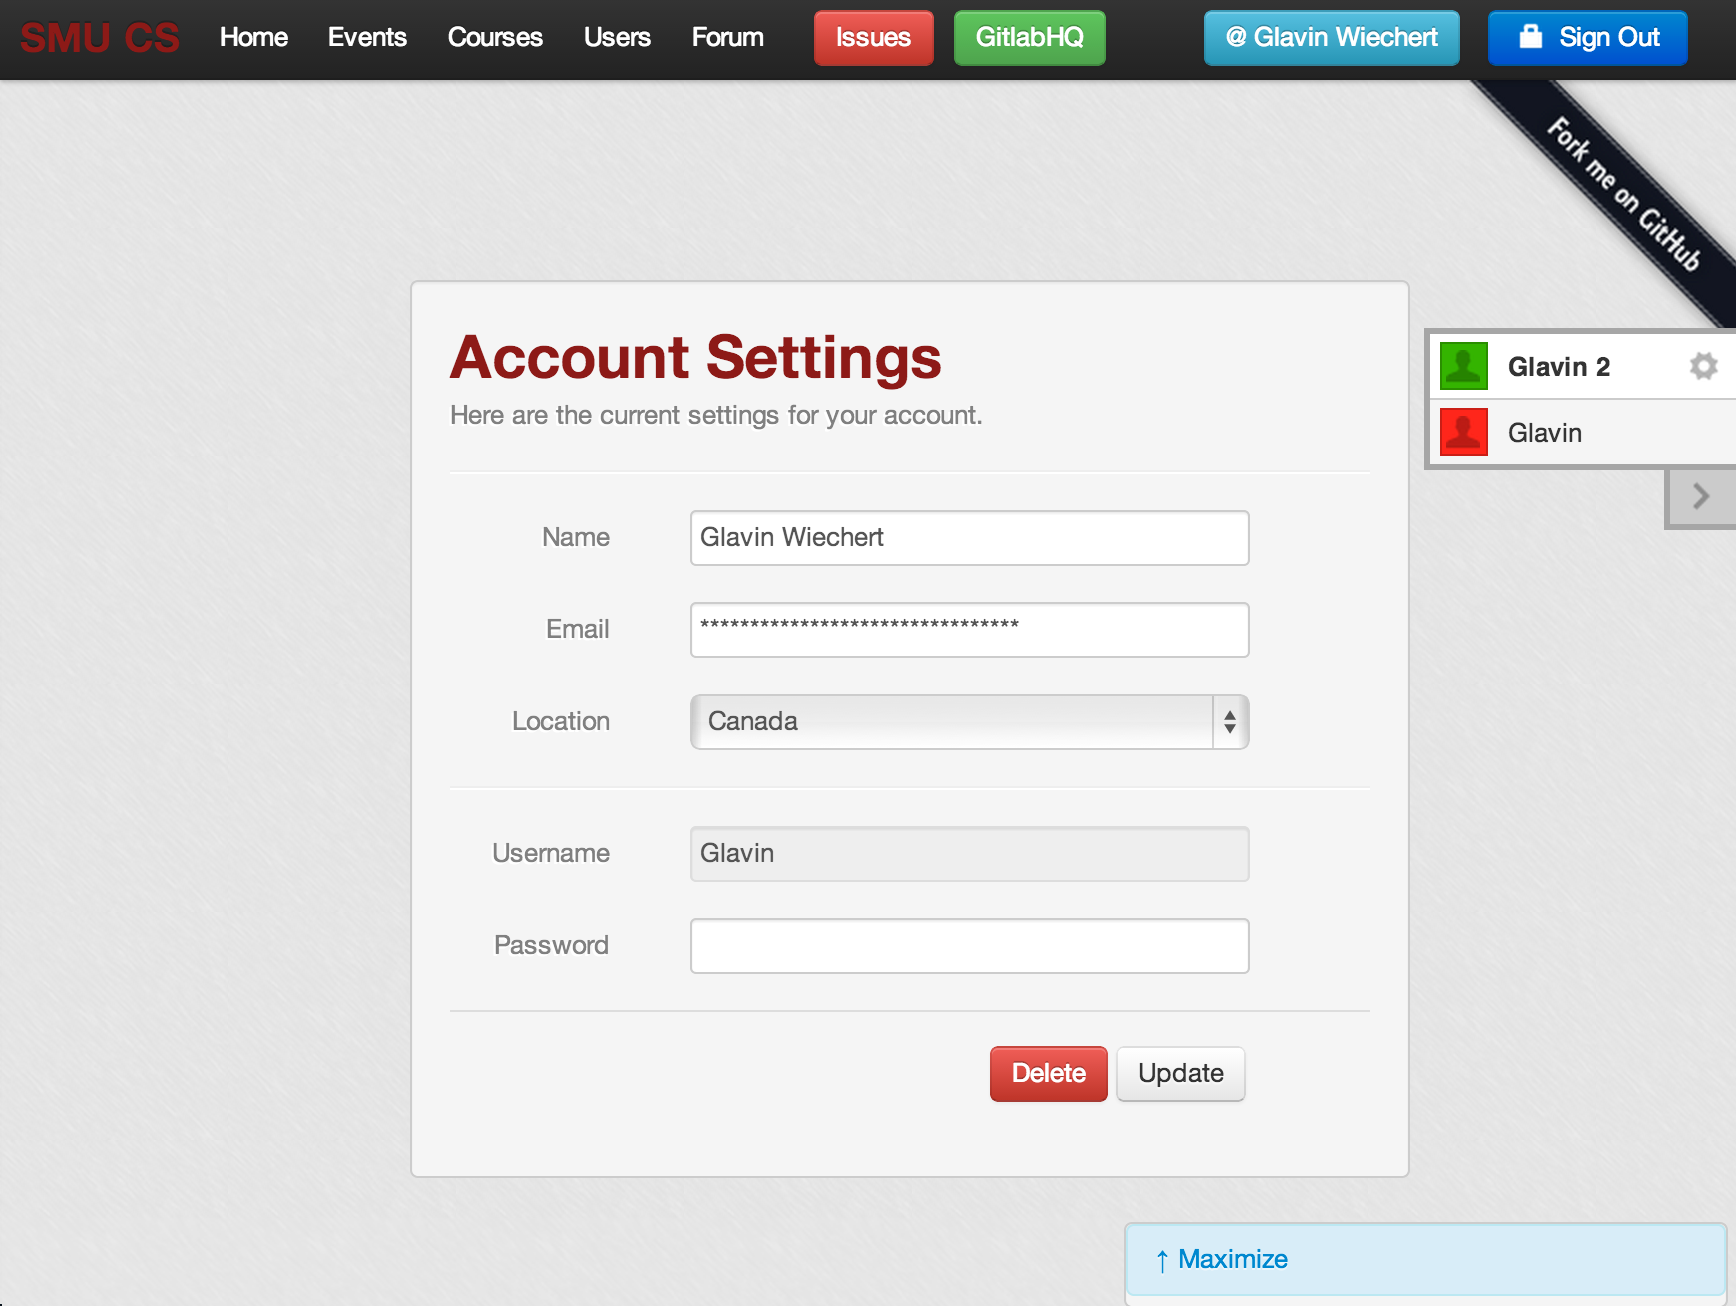 SMU CS Home Events Courses Users Forum Issues GitlabHQ @ Glavin Wiechert Sign Out
Fork me on GitHub
Account Settings
Here are the current settings for your account.
Glavin 2
Glavin
Name Glavin Wiechert
Email ********************************
Location Canada
Username Glavin
Password
Delete Update
↑ Maximize